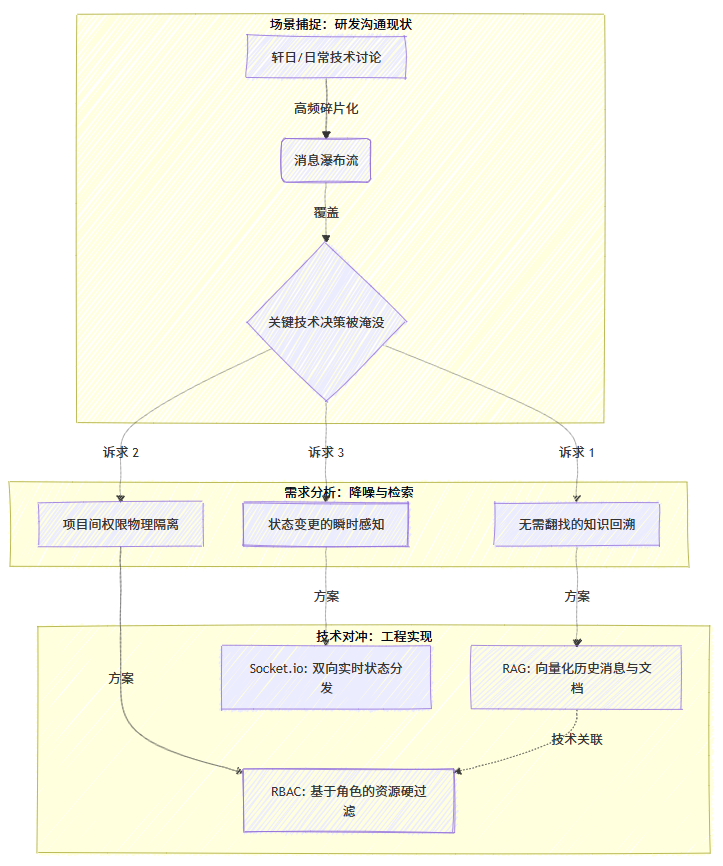 场景捕捉：研发沟通现状
轩日/日常技术讨论
高频碎片化
消息瀑布流
覆盖
关键技术决策被淹没
诉求 2
诉求 3
诉求 1
需求分析：降噪与检索
项目间权限物理隔离
状态变更的瞬时感知
无需翻找的知识回溯
方案
方案
技术对冲：工程实现
Socket.io: 双向实时状态分
发
RAG: 向量化历史消息与文
档
方案
技术关联
RBAC: 基于角色的资源硬过
滤